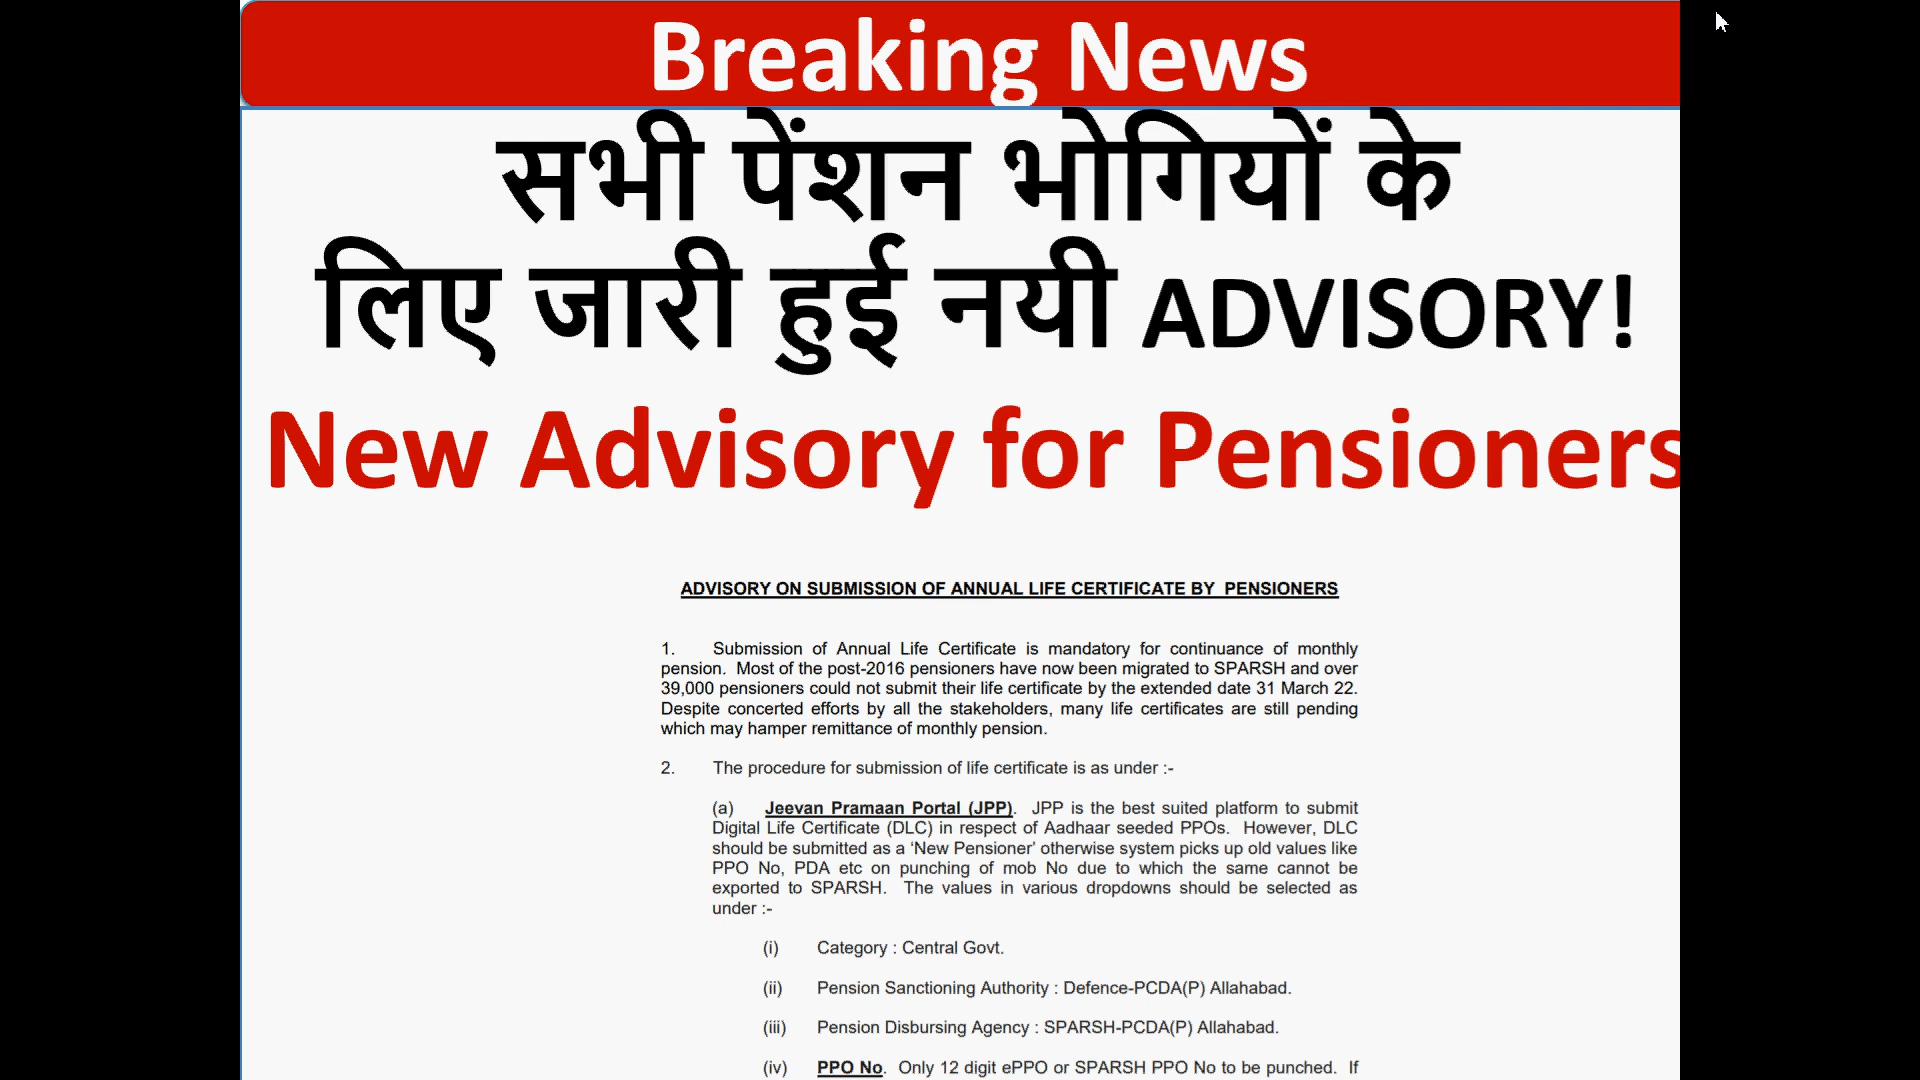 Breaking News
सभी पेंशन भोगियों के
लिए जारी हुई नयी ADVISORY!
New Advisory for Pensioners
ADVISORY ON SUBMISSION OF ANNUAL LIFE CERTIFICATE BY PENSIONERS
1. Submission of Annual Life Certificate is mandatory for continuance of monthly
pension. Most of the post-2016 pensioners have now been migrated to SPARSH and over
39,000 pensioners could not submit their life certificate by the extended date 31 March 22.
Despite concerted efforts by all the stakeholders, many life certificates are still pending
which may hamper remittance of monthly pension.
2. The procedure for submission of life certificate is as under :-
(a) Jeevan Pramaan Portal (JPP). JPP is the best suited platform to submit
Digital Life Certificate (DLC) in respect of Aadhaar seeded PPOs. However, DLC
should be submitted as a ‘New Pensioner’ otherwise system picks up old values like
PPO No, PDA etc on punching of mob No due to which the same cannot be
exported to SPARSH. The values in various dropdowns should be selected as
under :-
(i) Category : Central Govt.
(ii) Pension Sanctioning Authority : Defence-PCDA(P) Allahabad.
(iii) Pension Disbursing Agency : SPARSH-PCDA(P) Allahabad.
(iv) PPO No. Only 12 digit ePPO or SPARSH PPO No to be punched. If